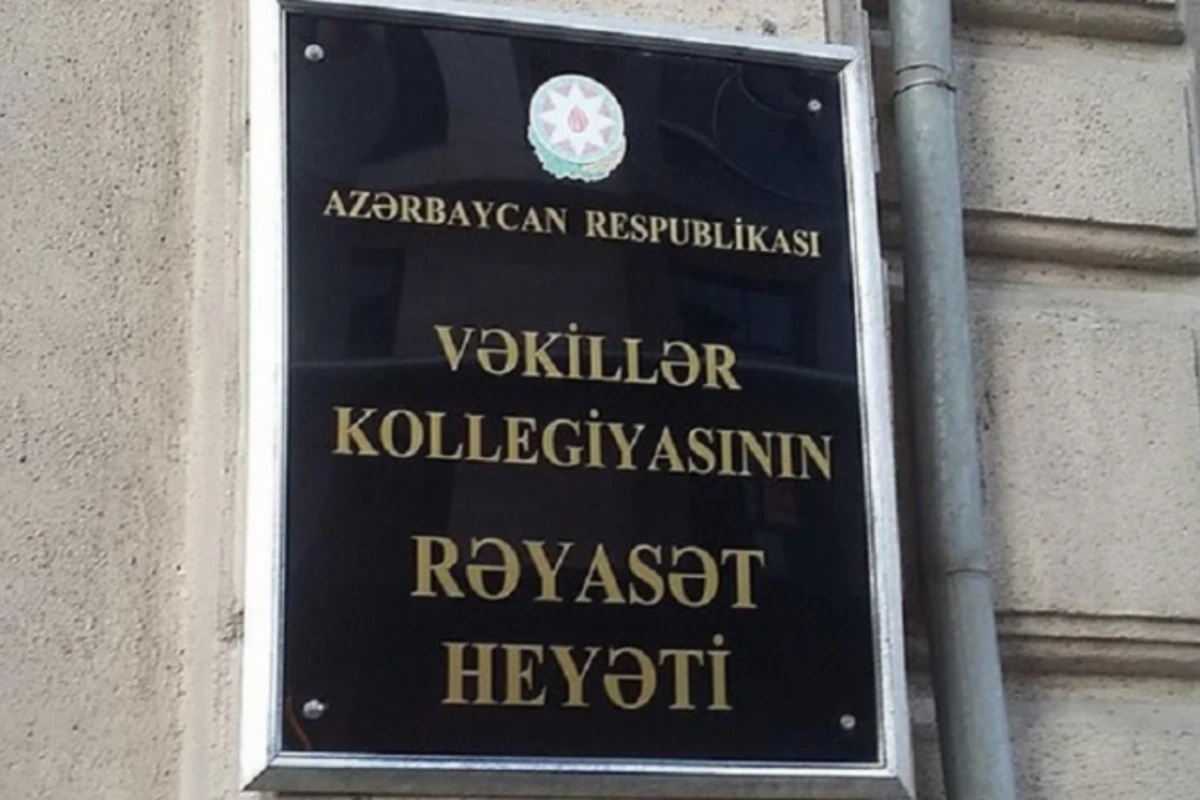 AZƏRBAYCAN RESPUBLİKASI
VƏKİLLƏR
KOLLEGİYASININ
RƏYASƏT
HEYƏTİ